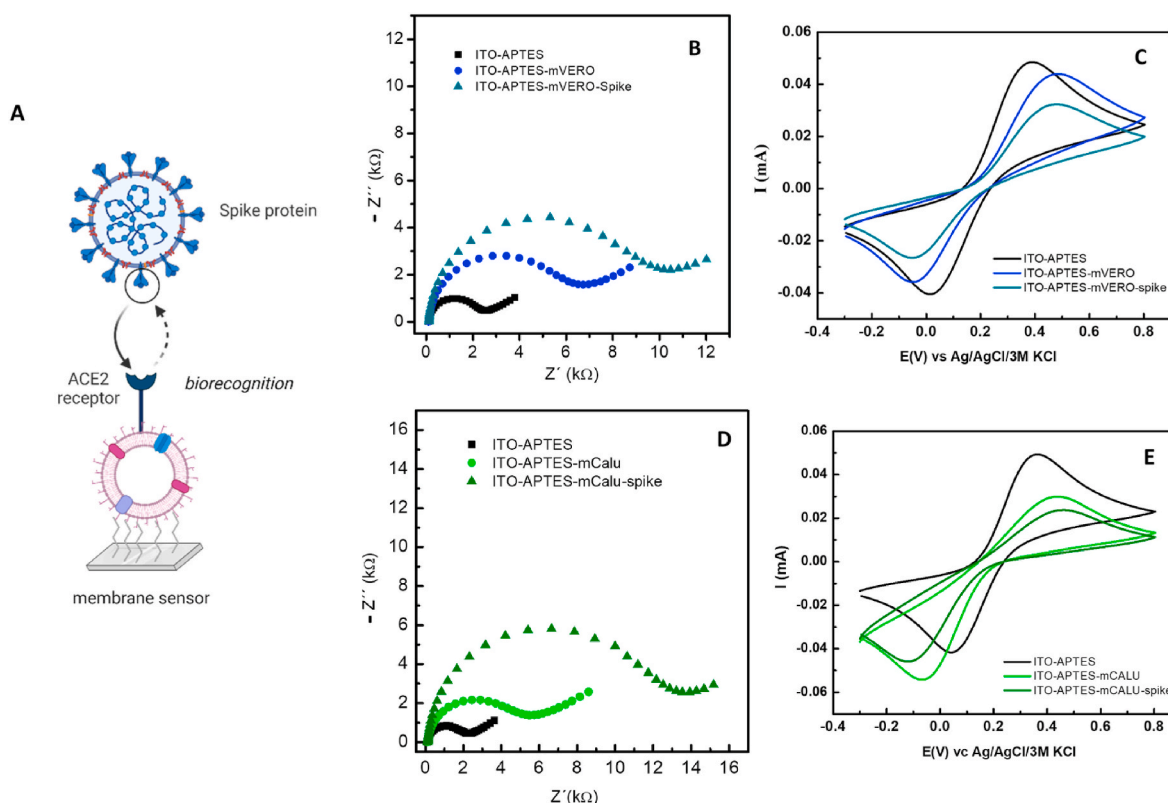 A
Spike protein
ACE2
receptor
biorecognition
membrane sensor
B
ITO-APTES
ITO-APTES-mVERO
ITO-APTES-mVERO-Spike
- Z´´ (kΩ)
12
10
8
6
4
2
0
0 2 4 6 8 10 12
Z´ (kΩ)
C
I (mA)
0.06
0.04
0.02
0.00
-0.02
-0.04
ITO-APTES
ITO-APTES-mVERO
ITO-APTES-mVERO-spike
-0.4 -0.2 0.0 0.2 0.4 0.6 0.8
E(V) vs Ag/AgCl/3M KCl
D
ITO-APTES
ITO-APTES-mCalu
ITO-APTES-mCalu-spike
- Z´´ (kΩ)
16
14
12
10
8
6
4
2
0
0 2 4 6 8 10 12 14 16
Z´(kΩ)
E
I (mA)
0.06
0.04
0.02
0.00
-0.02
-0.04
-0.06
ITO-APTES
ITO-APTES-mCALU
ITO-APTES-mCALU-spike
-0.4 -0.2 0.0 0.2 0.4 0.6 0.8
E(V) vc Ag/AgCl/3M KCl